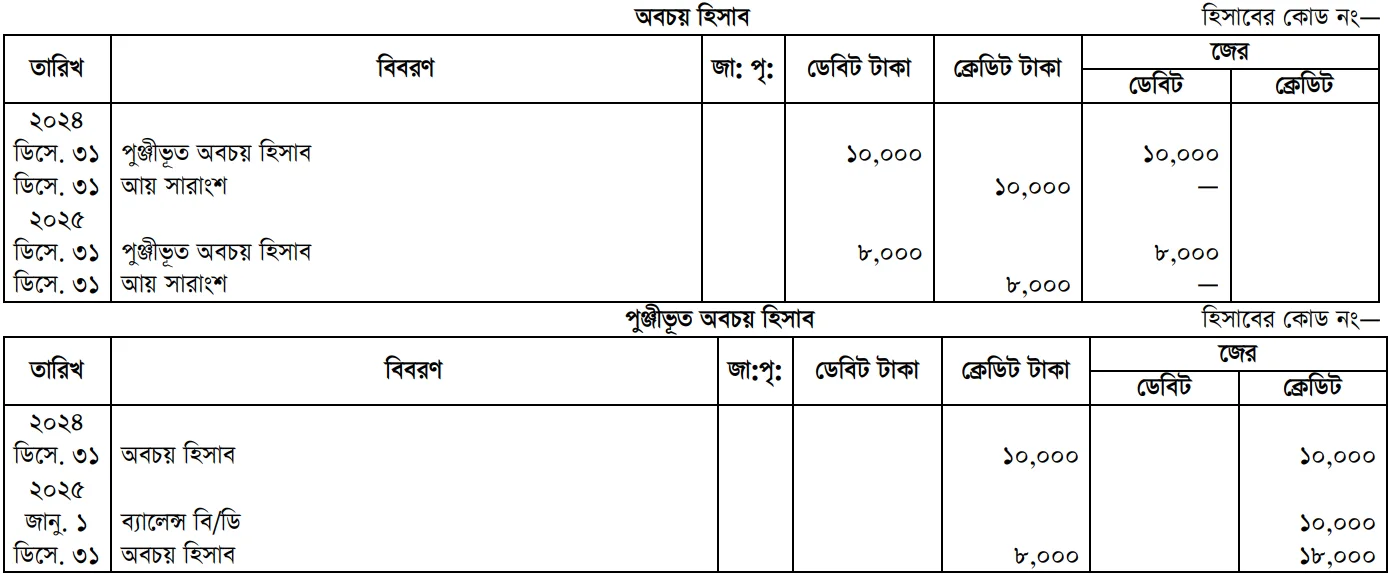 অবচয় হিসাব হিসাবের কোড নং—
তারিখ বিবরণ জা: পৃ: ডেবিট টাকা ক্রেডিট টাকা জের
ডেবিট ক্রেডিট
২০২৪
ডিসে. ৩১ পুঞ্জীভূত অবচয় হিসাব ১০,০০০ ১০,০০০
ডিসে. ৩১ আয় সারাংশ ১০,০০০ —
২০২৫
ডিসে. ৩১ পুঞ্জীভূত অবচয় হিসাব ৮,০০০ ৮,০০০
ডিসে. ৩১ আয় সারাংশ ৮,০০০ —
পুঞ্জীভূত অবচয় হিসাব হিসাবের কোড নং—
তারিখ বিবরণ জা:পৃ: ডেবিট টাকা ক্রেডিট টাকা জের
ডেবিট ক্রেডিট
২০২৪
ডিসে. ৩১ অবচয় হিসাব ১০,০০০ ১০,০০০
২০২৫
জানু. ১ ব্যালেন্স বি/ডি ১০,০০০
ডিসে. ৩১ অবচয় হিসাব ৮,০০০ ১৮,০০০